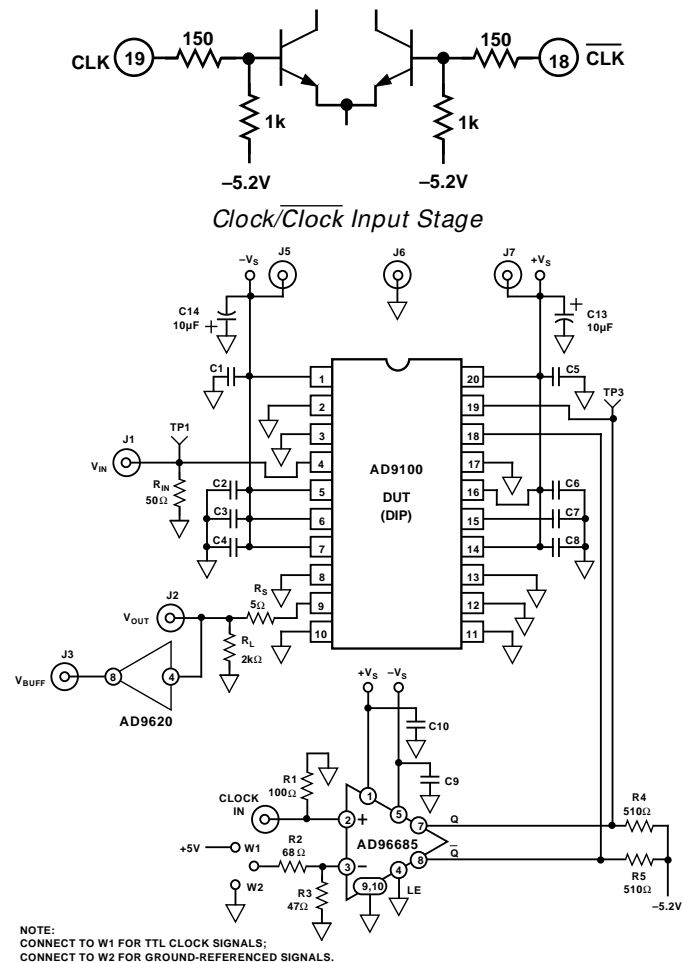 CLK 19 150 150 18 CLK
1k 1k
–5.2V –5.2V
Clock/Clock Input Stage
–VS J5 J6 J7 +VS
C14 10µF + + C13 10µF
C1 1 20 C5
2 19 TP3
TP1 3 18
J1 VIN 4 AD9100 17
RIN 50Ω C2 5 DUT 16 C6
C3 6 (DIP) 15 C7
C4 7 14 C8
8 13
J2 VOUT RS 5Ω 9 12
RL 2kΩ 10 11
J3 VBUFF 8 4
AD9620
+VS –VS
C10
C9
R1 100Ω
CLOCK IN 2 + 1 5 7 Q R4 510Ω
AD96685
+5V W1 R2 68Ω 3 – 8 Q R5 510Ω
W2 R3 47Ω 9,10 4 LE
–5.2V
NOTE:
CONNECT TO W1 FOR TTL CLOCK SIGNALS;
CONNECT TO W2 FOR GROUND-REFERENCED SIGNALS.